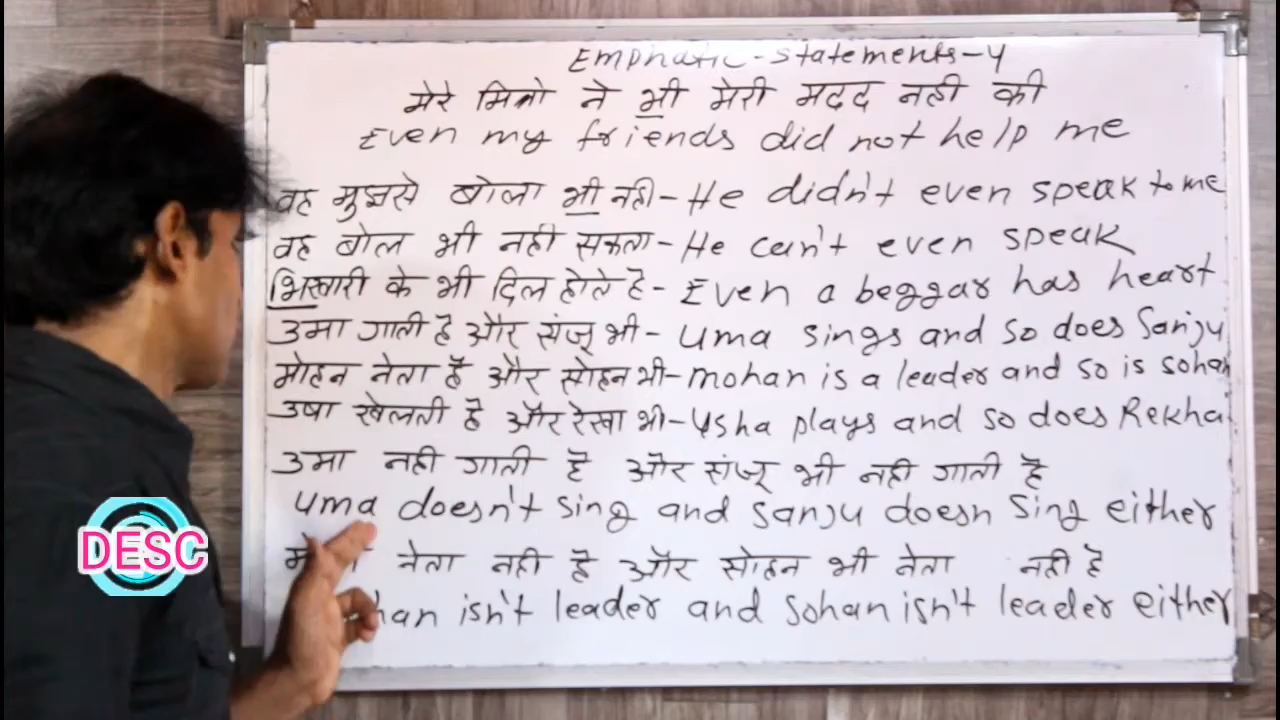 Emphatic-Statements-4
मेरे मित्रो ने भी मेरी मदद नही की
Even my friends did not help me
वह मुझसे बोला भी नही - He didn't even speak to me
वह बोल भी नही सकता - He can't even speak
भिखारी के भी दिल होते है - Even a beggar has heart
उमा गाती है और संजू भी - Uma sings and so does Sanju
मोहन नेता है और सोहन भी - mohan is a leader and so is sohan
उषा खेलती है और रेखा भी - Usha plays and so does Rekha
उमा नही गाती है और संजू भी नही गाती है
Uma doesn't sing and sanju doesn sing either
नेता नही है और सोहन भी नेता नही है
han isn't leader and Sohan isn't leader either
DESC